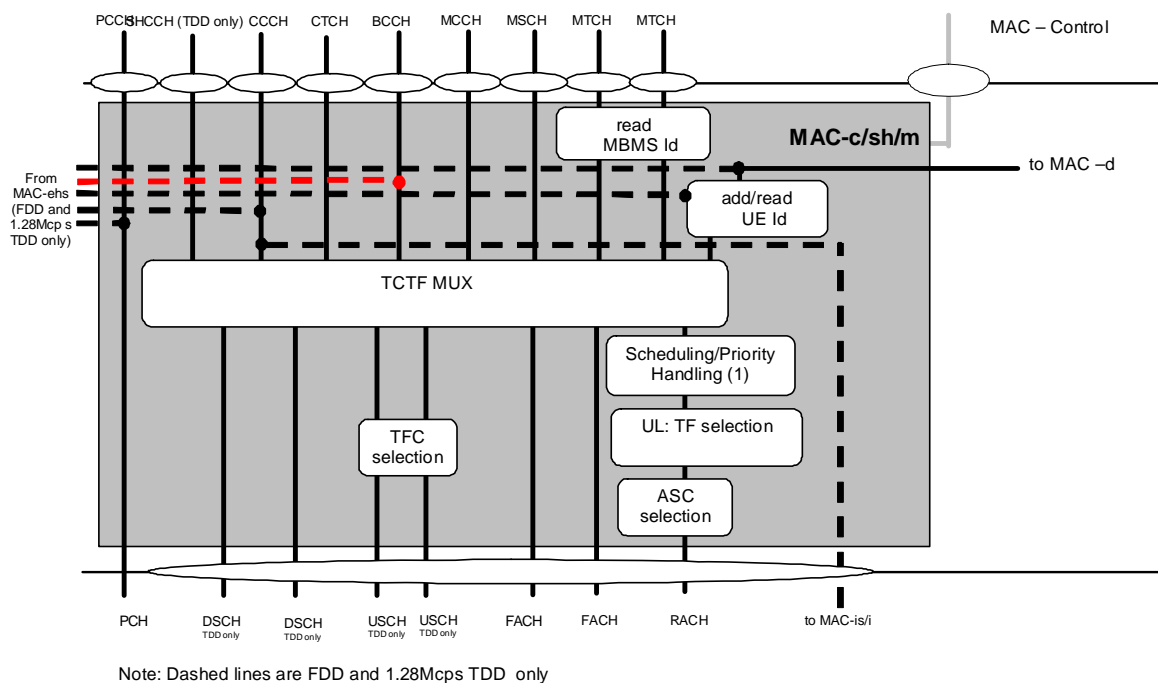 PCCH SHCCH (TDD only) CCCH CTCH BCCH MCCH MSCH MTCH MTCH
MAC – Control
read
MBMS Id
MAC-c/sh/m
to MAC –d
From
MAC-ehs
(FDD and
1.28Mcp s
TDD only)
add/read
UE Id
TCTF MUX
Scheduling/Priority
Handling (1)
UL: TF selection
TFC
selection
ASC
selection
PCH DSCH DSCH USCH USCH FACH FACH RACH to MAC-is/i
TDD only TDD only TDD only TDD only
Note: Dashed lines are FDD and 1.28Mcps TDD only